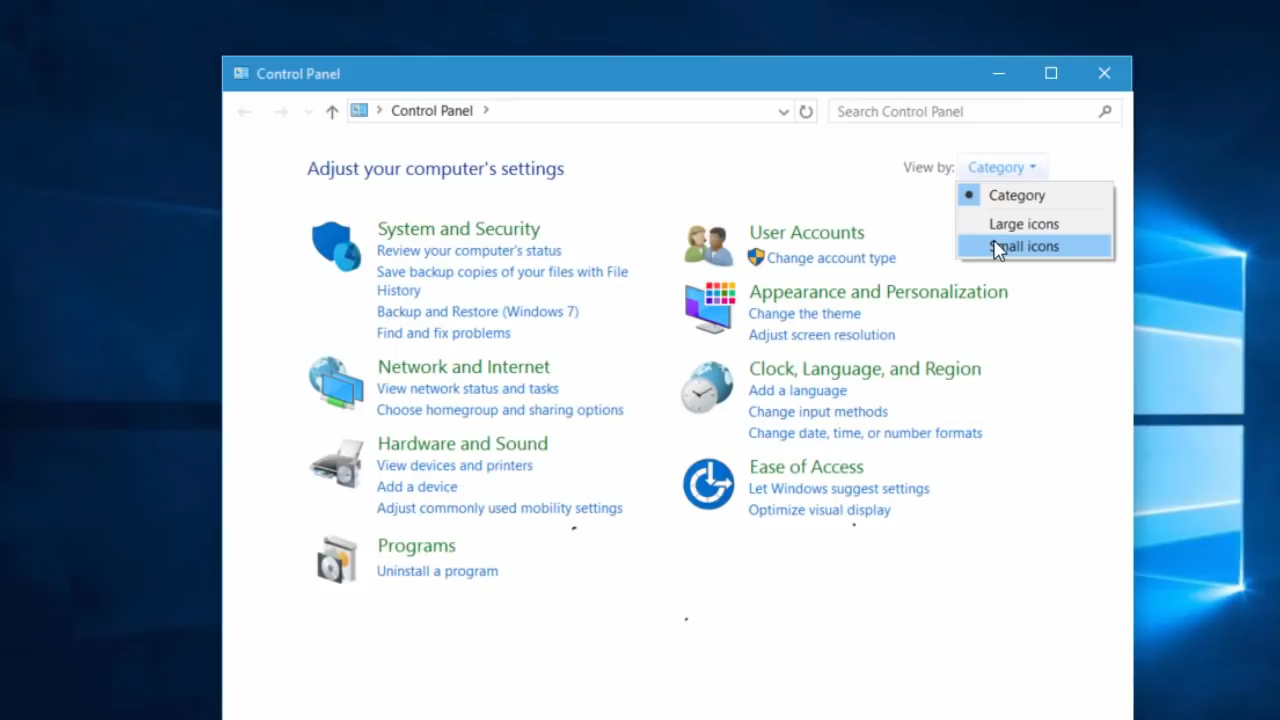 Control Panel
Control Panel
Search Control Panel
Adjust your computer's settings
View by: Category
Category
Large icons
Small icons
System and Security
Review your computer's status
Save backup copies of your files with File
History
Backup and Restore (Windows 7)
Find and fix problems
Network and Internet
View network status and tasks
Choose homegroup and sharing options
Hardware and Sound
View devices and printers
Add a device
Adjust commonly used mobility settings
Programs
Uninstall a program
User Accounts
Change account type
Appearance and Personalization
Change the theme
Adjust screen resolution
Clock, Language, and Region
Add a language
Change input methods
Change date, time, or number formats
Ease of Access
Let Windows suggest settings
Optimize visual display